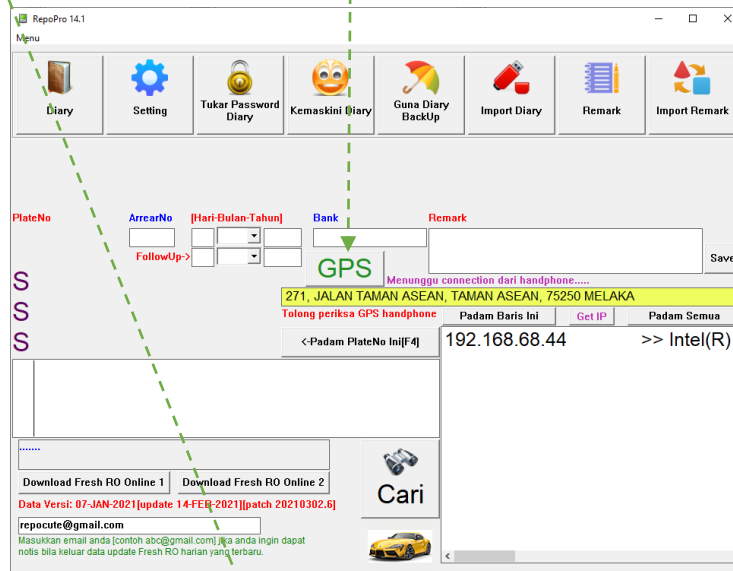 RepoPro 14.1
Menu
Diary
Setting
Tukar Password Diary
Kemaskini Diary
Guna Diary BackUp
Import Diary
Remark
Import Remark
PlateNo ArrearNo [Hari-Bulan-Tahun] Bank Remark
FollowUp->
Save
GPS
Menunggu connection dari handphone.....
S
271, JALAN TAMAN ASEAN, TAMAN ASEAN, 75250 MELAKA
S
Tolong periksa GPS handphone Padam Baris Ini Get IP Padam Semua
S
<-Padam PlateNo Ini[F4]
192.168.68.44 >> Intel(R)
.......
Download Fresh RO Online 1 Download Fresh RO Online 2
Cari
Data Versi: 07-JAN-2021[update 14-FEB-2021][patch 20210302.6]
repocute@gmail.com
Masukkan email anda [contoh abc@gmail.com] jika anda ingin dapat
notis bila keluar data update Fresh RO harian yang terbaru.